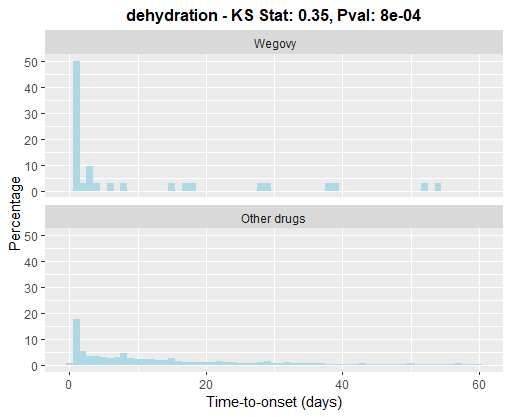 dehydration - KS Stat: 0.35, Pval: 8e-04
Wegovy
50
40
30
20
10
0
Percentage
Other drugs
50
40
30
20
10
0
0 20 40 60
Time-to-onset (days)